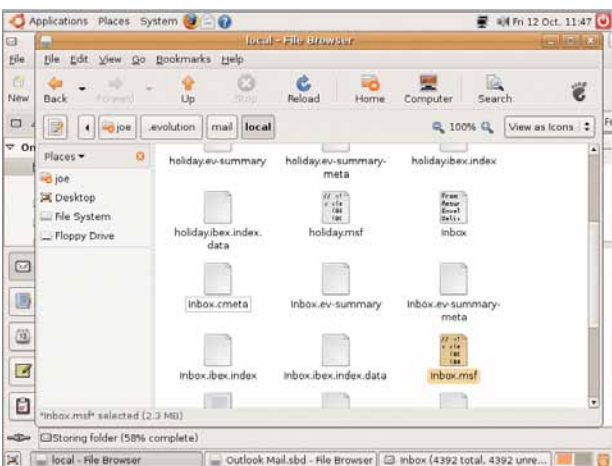 Applications Places System Fri 12 Oct, 11:47
local - File Browser
File
File Edit View Go Bookmarks Help
New
Back Forward Up Stop Reload Home Computer Search
joe .evolution mail local 100% View as Icons
On
Places
joe
Desktop
File System
Floppy Drive
holiday.ev-summary holiday.ev-summary-meta holiday.ibex.index
holiday.ibex.index.data holiday.msf Inbox
Inbox.cmeta Inbox.ev-summary Inbox.ev-summary-meta
Inbox.ibex.index Inbox.ibex.index.data Inbox.msf
"Inbox.msf" selected (2.3 MB)
Storing folder (58% complete)
local - File Browser Outlook Mail.sbd - File Browser Inbox (4392 total, 4392 unre...